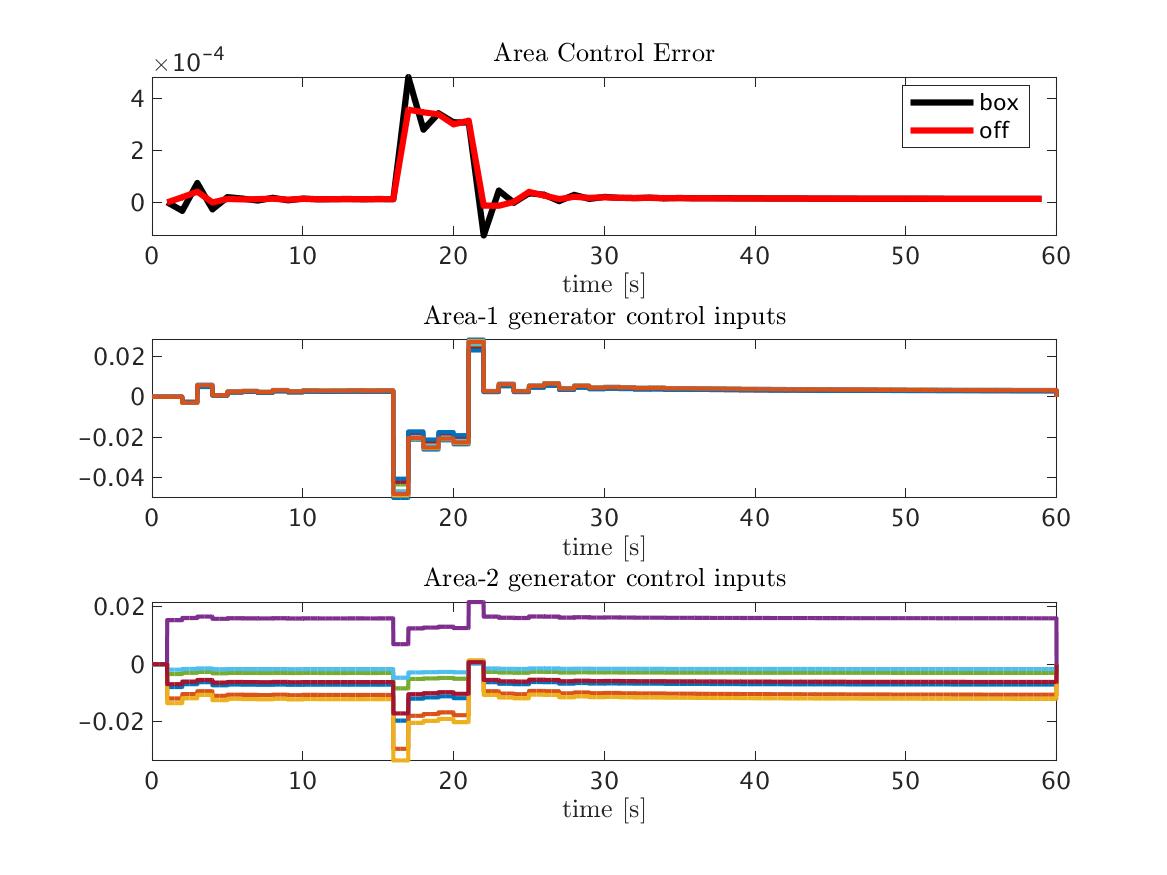 Area Control Error
×10⁻⁴
4
2
0
box
off
0 10 20 30 40 50 60
time [s]
Area-1 generator control inputs
0.02
0
−0.02
−0.04
0 10 20 30 40 50 60
time [s]
Area-2 generator control inputs
0.02
0
−0.02
0 10 20 30 40 50 60
time [s]